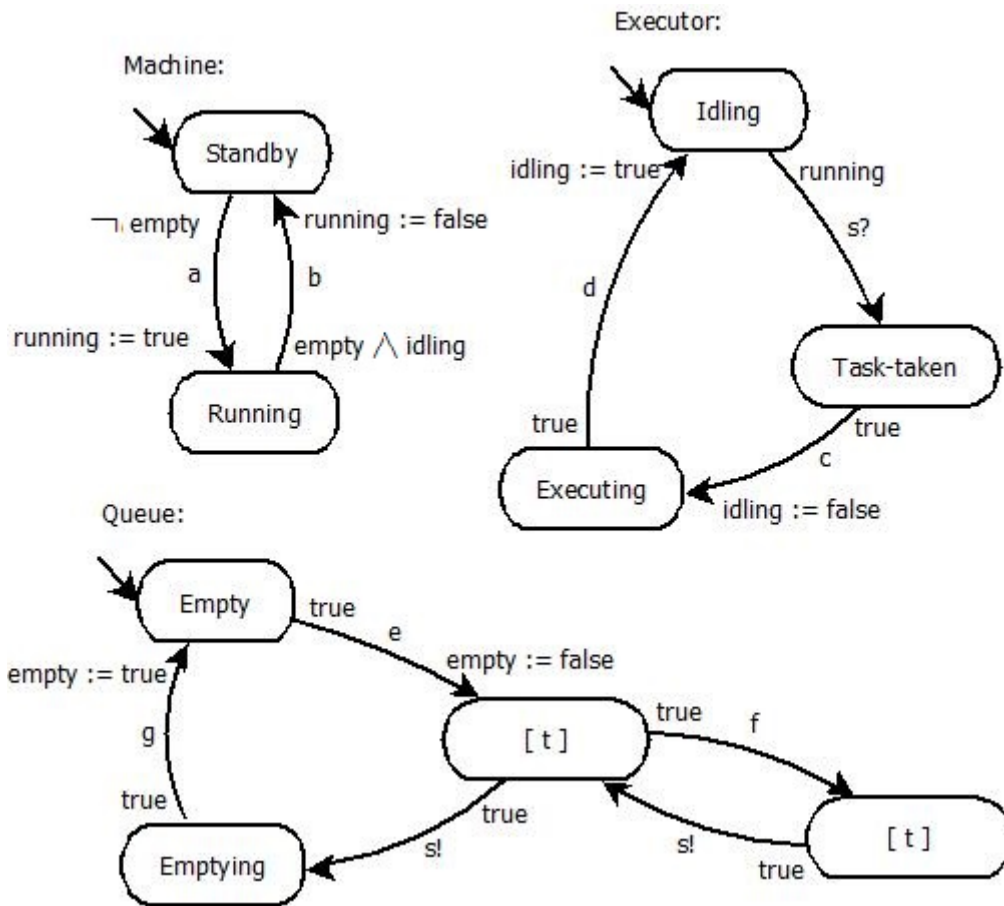 Machine:
Standby
¬ empty
a
running := true
running := false
b
empty ∧ idling
Running
Executor:
Idling
idling := true
running
s?
d
Task-taken
true
c
idling := false
true
Executing
Queue:
Empty
true
e
empty := false
empty := true
g
true
[ t ]
true
f
true
s!
s!
true
[ t ]
Emptying